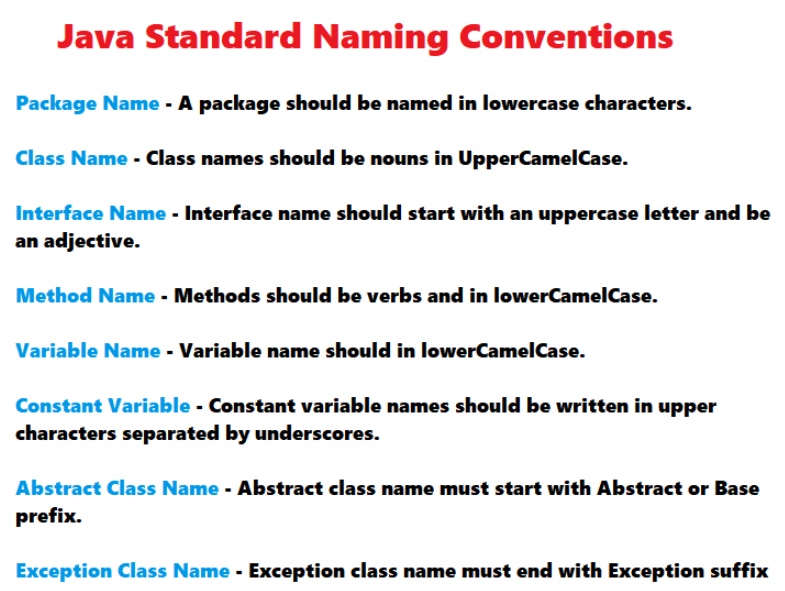 Java Standard Naming Conventions
Package Name - A package should be named in lowercase characters.
Class Name - Class names should be nouns in UpperCamelCase.
Interface Name - Interface name should start with an uppercase letter and be
an adjective.
Method Name - Methods should be verbs and in lowerCamelCase.
Variable Name - Variable name should in lowerCamelCase.
Constant Variable - Constant variable names should be written in upper
characters separated by underscores.
Abstract Class Name - Abstract class name must start with Abstract or Base
prefix.
Exception Class Name - Exception class name must end with Exception suffix